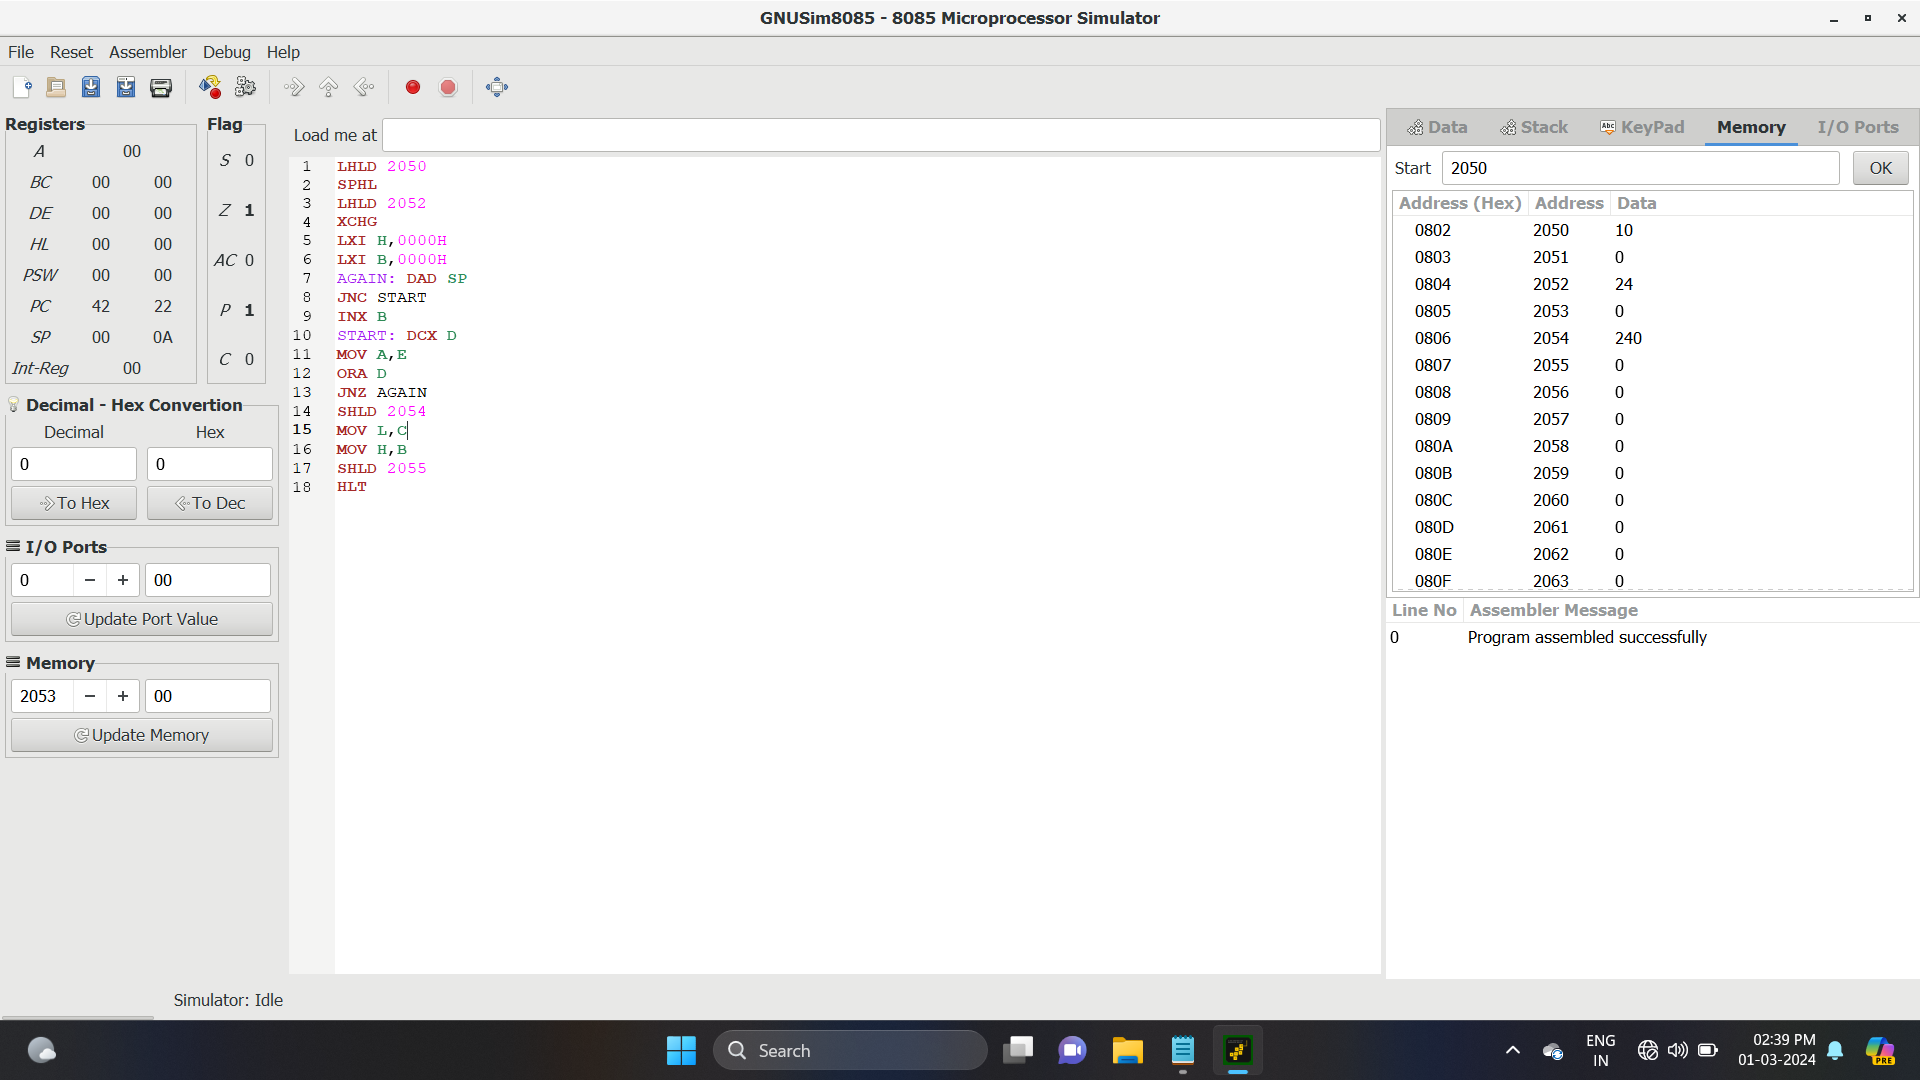 GNUSim8085 - 8085 Microprocessor Simulator
File Reset Assembler Debug Help
Registers
A 00
BC 00 00
DE 00 00
HL 00 00
PSW 00 00
PC 42 22
SP 00 0A
Int-Reg 00
Flag
S 0
Z 1
AC 0
P 1
C 0
Decimal - Hex Convertion
Decimal Hex
0 0
To Hex To Dec
I/O Ports
0 − + 00
Update Port Value
Memory
2053 − + 00
Update Memory
Load me at
1 LHLD 2050
2 SPHL
3 LHLD 2052
4 XCHG
5 LXI H,0000H
6 LXI B,0000H
7 AGAIN: DAD SP
8 JNC START
9 INX B
10 START: DCX D
11 MOV A,E
12 ORA D
13 JNZ AGAIN
14 SHLD 2054
15 MOV L,C
16 MOV H,B
17 SHLD 2055
18 HLT
Data Stack Abc KeyPad Memory I/O Ports
Start 2050 OK
Address (Hex) Address Data
0802 2050 10
0803 2051 0
0804 2052 24
0805 2053 0
0806 2054 240
0807 2055 0
0808 2056 0
0809 2057 0
080A 2058 0
080B 2059 0
080C 2060 0
080D 2061 0
080E 2062 0
080F 2063 0
Line No Assembler Message
0 Program assembled successfully
Simulator: Idle
Search
ENG
IN
02:39 PM
01-03-2024
PRE